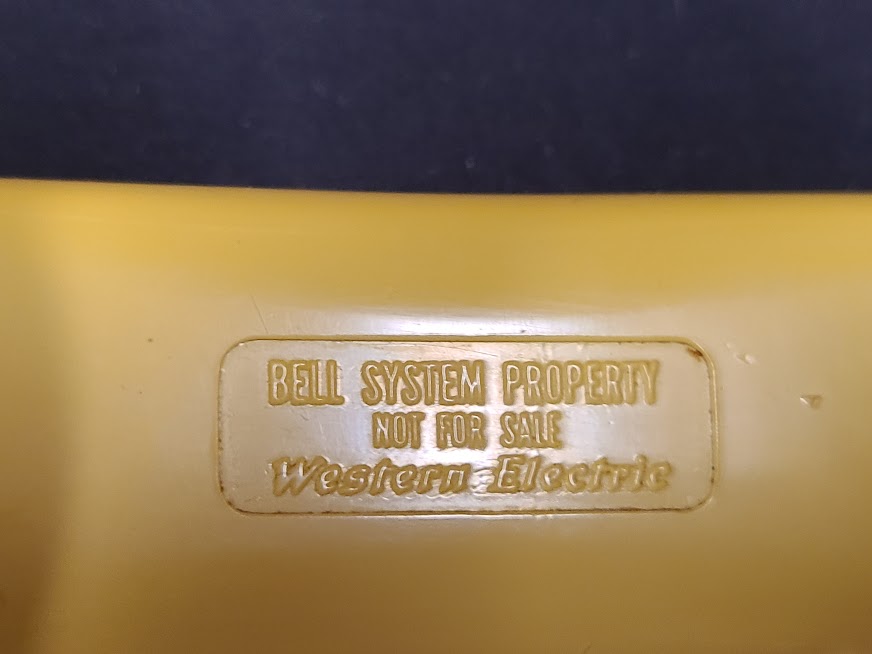 BELL SYSTEM PROPERTY
NOT FOR SALE
Western Electric